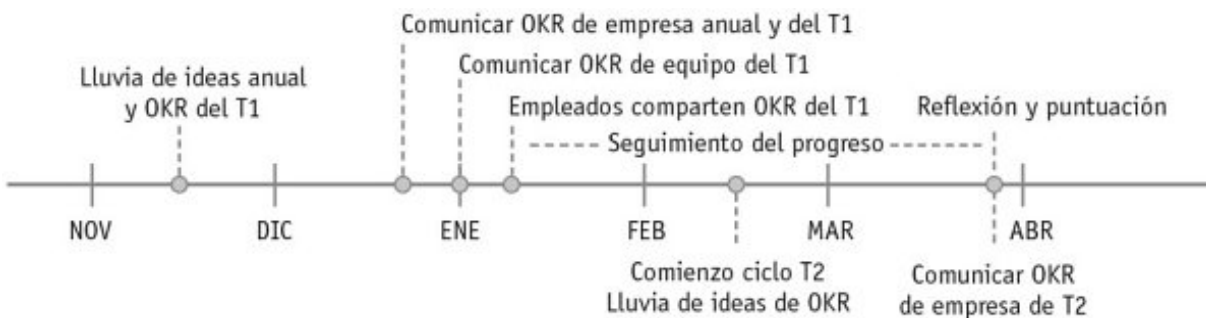 Comunicar OKR de empresa anual y del T1
Lluvia de ideas anual
y OKR del T1
Comunicar OKR de equipo del T1
Empleados comparten OKR del T1
Reflexión y puntuación
Seguimiento del progreso
NOV
DIC
ENE
FEB
MAR
ABR
Comienzo ciclo T2
Lluvia de ideas de OKR
Comunicar OKR
de empresa de T2